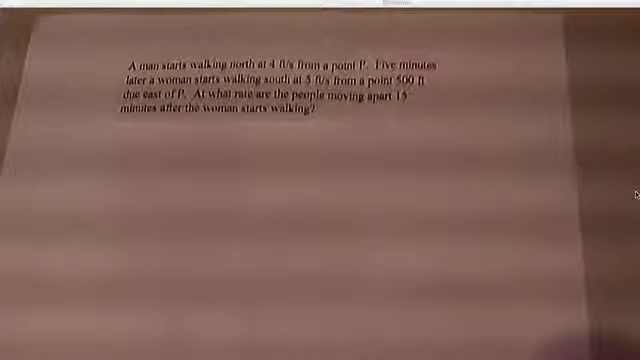 A man starts walking north at 4 ft/s from a point P. Five minutes
later a woman starts walking south at 5 ft/s from a point 500 ft
due east of P. At what rate are the people moving apart 15
minutes after the woman starts walking?